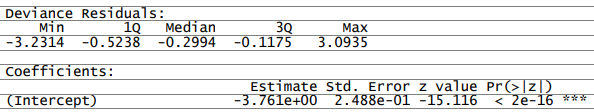 Deviance Residuals:
Min 1Q Median 3Q Max
-3.2314 -0.5238 -0.2994 -0.1175 3.0935
Coefficients:
Estimate Std. Error z value Pr(>|z|)
(Intercept) -3.761e+00 2.488e-01 -15.116 < 2e-16 ***